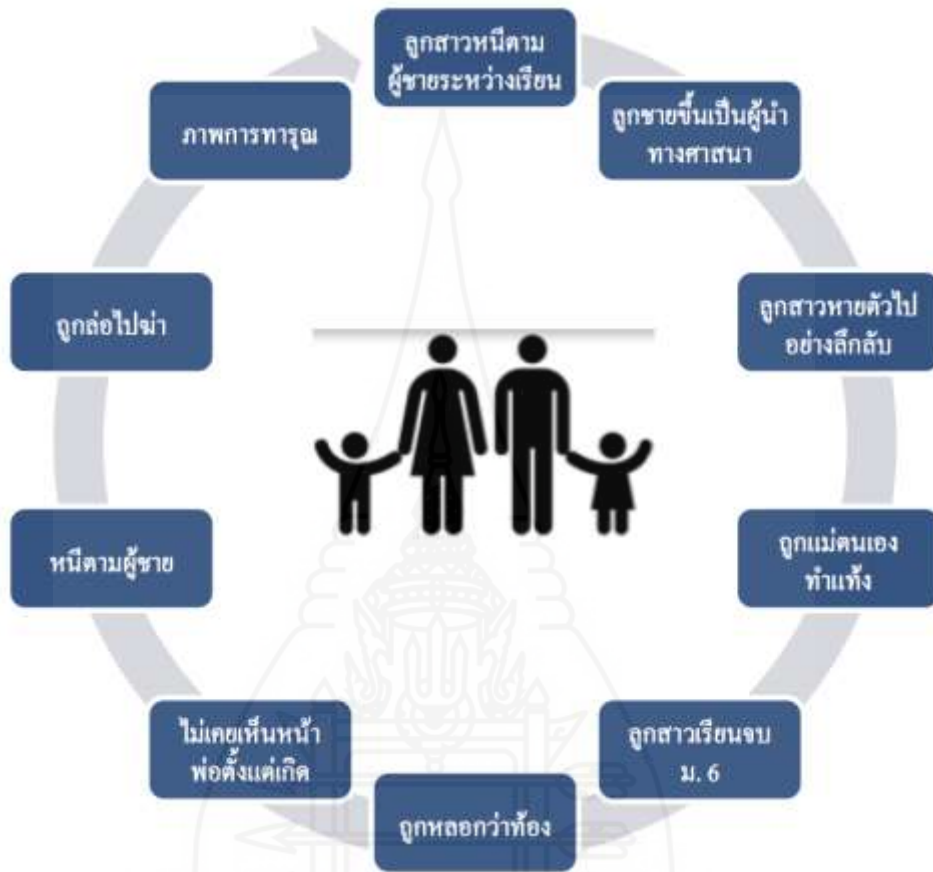 ลูกสาวหนีตาม
ผู้ชายระหว่างเรียน
ลูกชายขึ้นเป็นผู้นำ
ทางศาสนา
ลูกสาวหายตัวไป
อย่างลึกลับ
ถูกแม่ตนเอง
ทำแท้ง
ลูกสาวเรียนจบ
ม. 6
ถูกหลอกว่าท้อง
ไม่เคยเห็นหน้า
พ่อตั้งแต่เกิด
หนีตามผู้ชาย
ถูกล่อไปฆ่า
ภาพการทารุณ